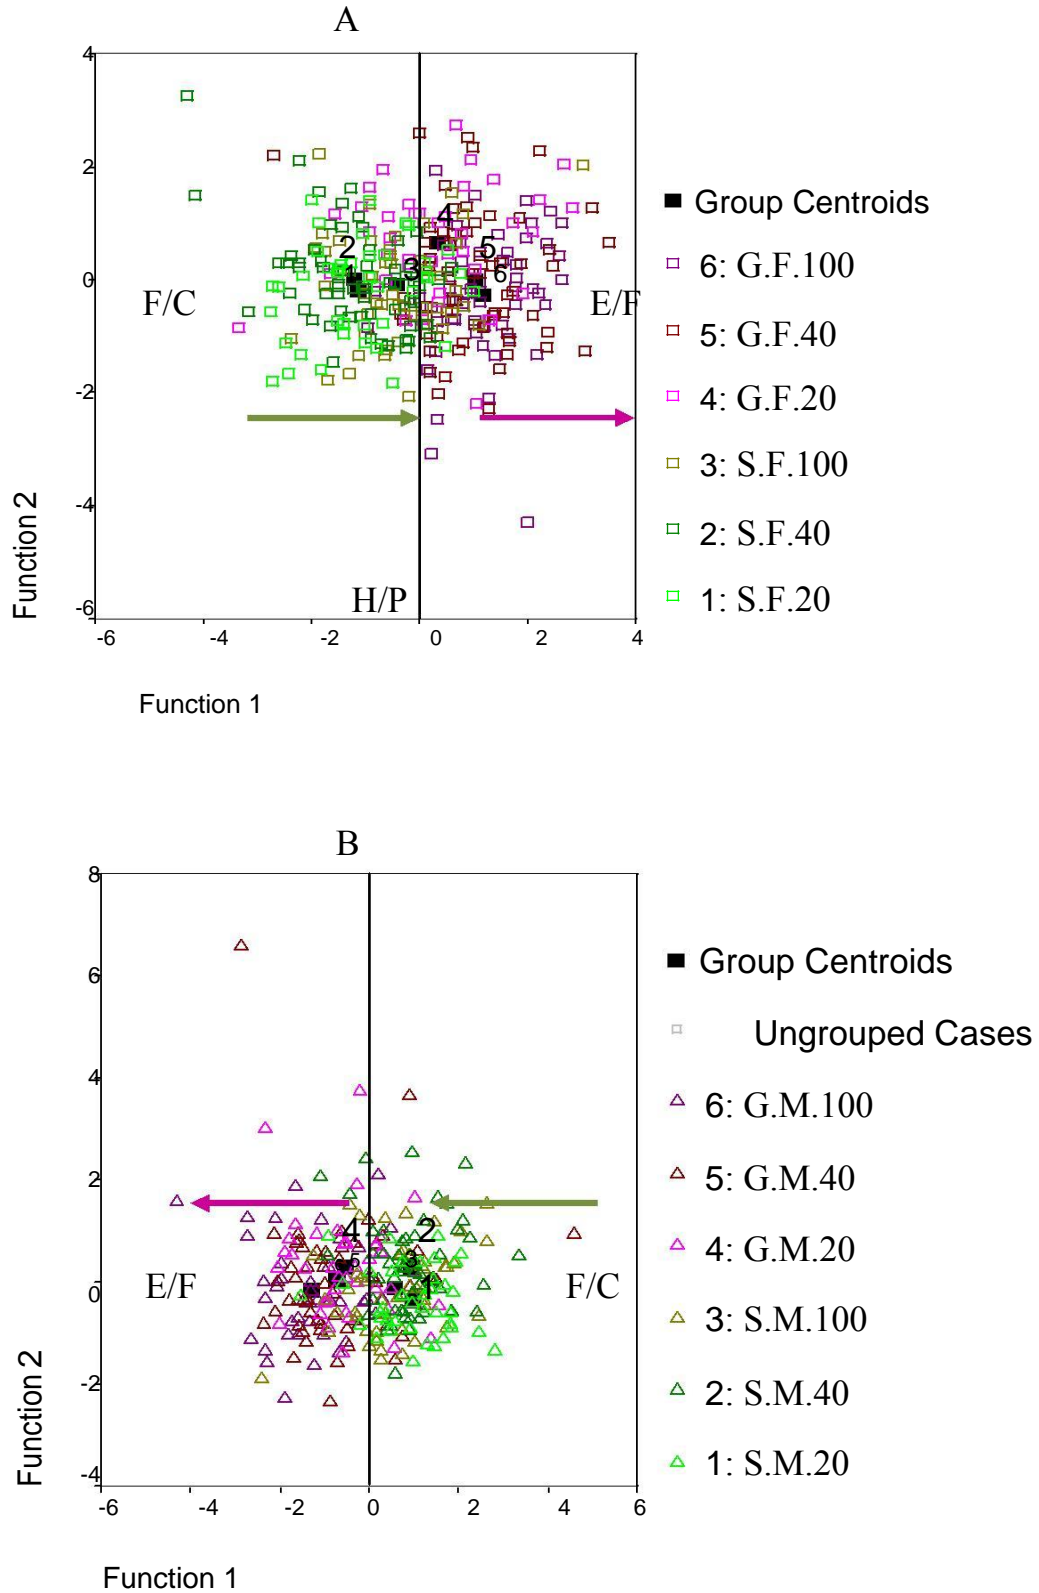 A
4
2
0
-2
-4
-6
-6
-4
-2
0
2
4
Function 2
Function 1
F/C
E/F
H/P
2
1
3
4
5
6
Group Centroids
6: G.F.100
5: G.F.40
4: G.F.20
3: S.F.100
2: S.F.40
1: S.F.20
B
8
6
4
2
0
-2
-4
-6
-4
-2
0
2
4
6
Function 2
Function 1
E/F
F/C
4
5
2
3
1
Group Centroids
Ungrouped Cases
6: G.M.100
5: G.M.40
4: G.M.20
3: S.M.100
2: S.M.40
1: S.M.20